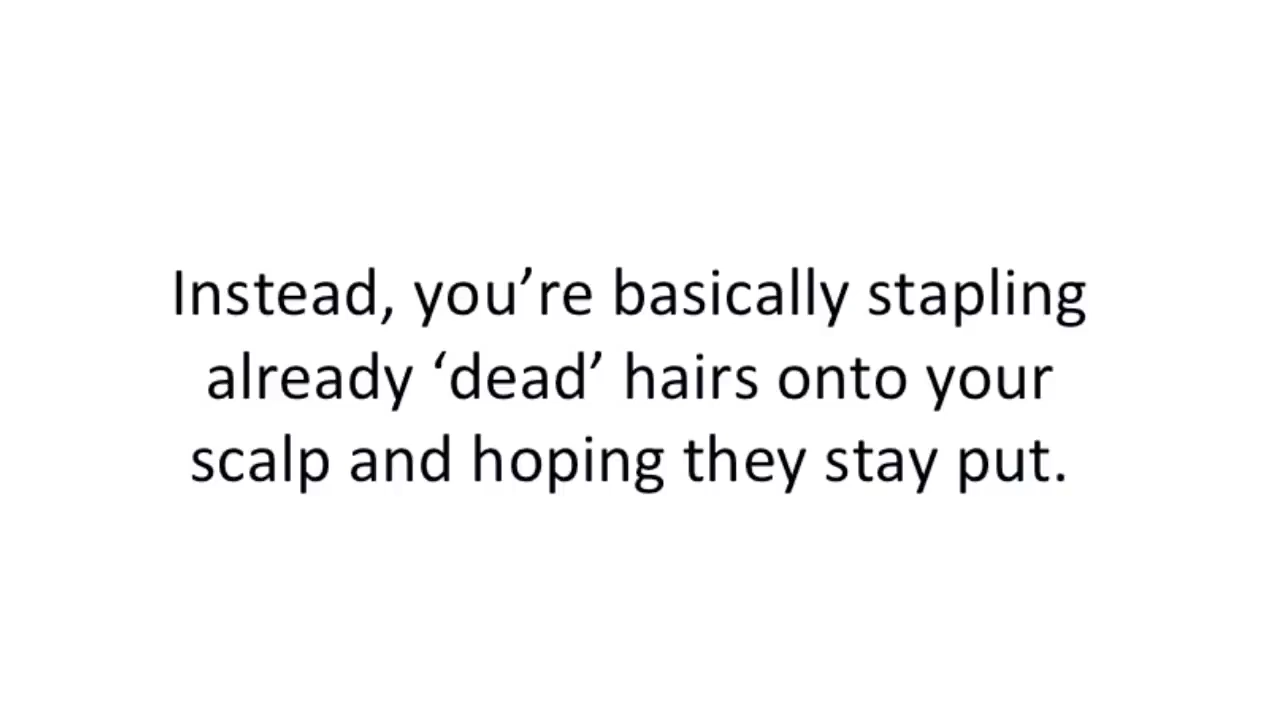 Instead, you’re basically stapling
already ‘dead’ hairs onto your
scalp and hoping they stay put.